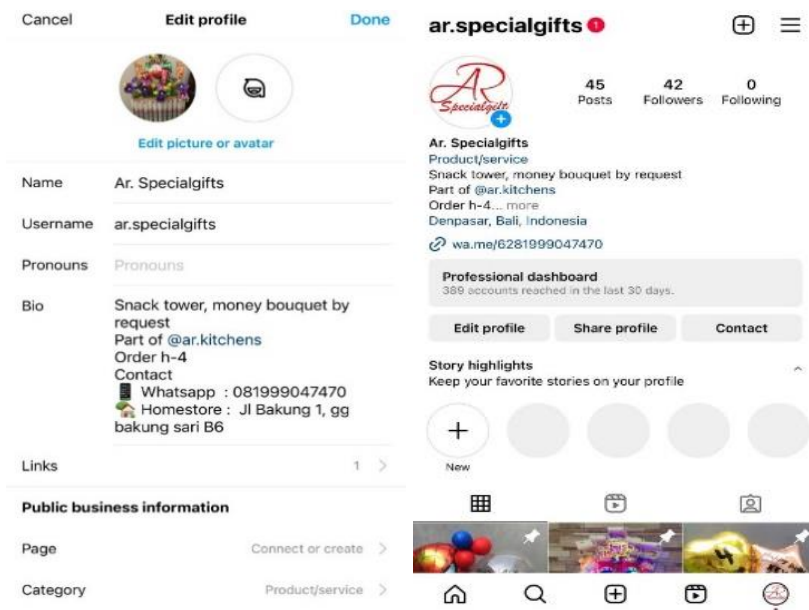 Cancel Edit profile Done
Edit picture or avatar
Name Ar. Specialgifts
Username ar.specialgifts
Pronouns Pronouns
Bio Snack tower, money bouquet by
request
Part of @ar.kitchens
Order h-4
Contact
Whatsapp : 081999047470
Homestore : Jl Bakung 1, gg
bakung sari B6
Links 1
Public business information
Page Connect or create
Category Product/service
ar.specialgifts 1
AR
Specialgift
45 42 0
Posts Followers Following
Ar. Specialgifts
Product/service
Snack tower, money bouquet by request
Part of @ar.kitchens
Order h-4... more
Denpasar, Bali, Indonesia
wa.me/6281999047470
Professional dashboard
389 accounts reached in the last 30 days.
Edit profile Share profile Contact
Story highlights
Keep your favorite stories on your profile
New
4